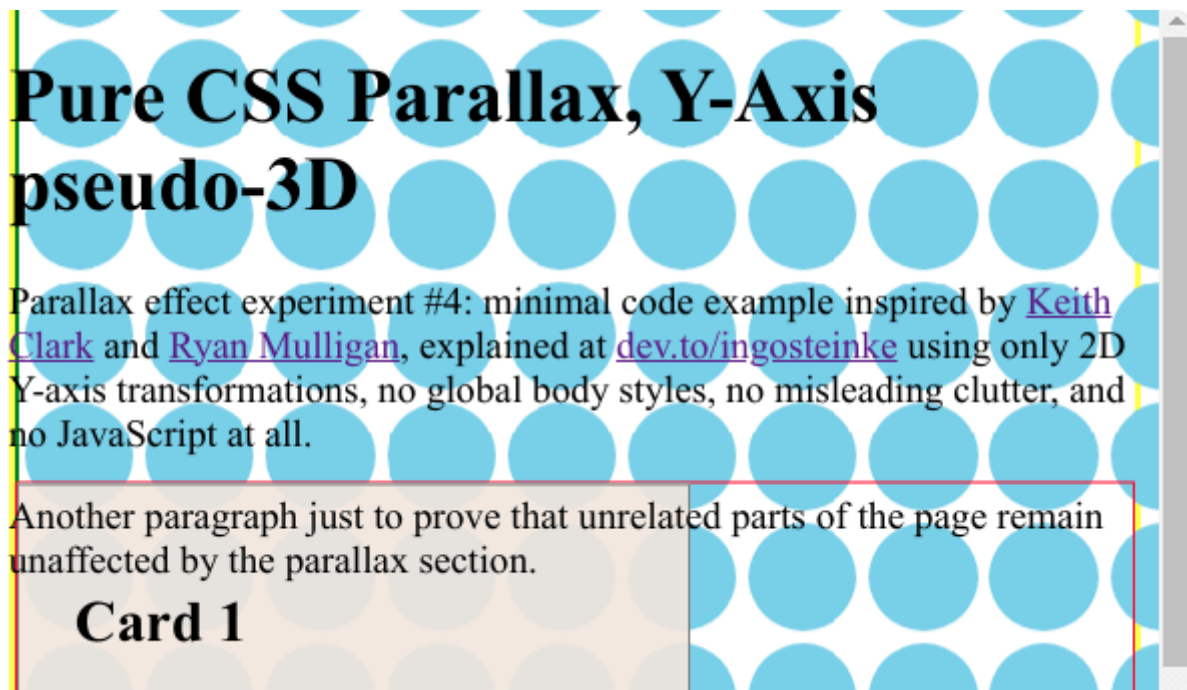 Pure CSS Parallax, Y-Axis
pseudo-3D
Parallax effect experiment #4: minimal code example inspired by Keith
Clark and Ryan Mulligan, explained at dev.to/ingosteinke using only 2D
Y-axis transformations, no global body styles, no misleading clutter, and
no JavaScript at all.
Another paragraph just to prove that unrelated parts of the page remain
unaffected by the parallax section.
Card 1